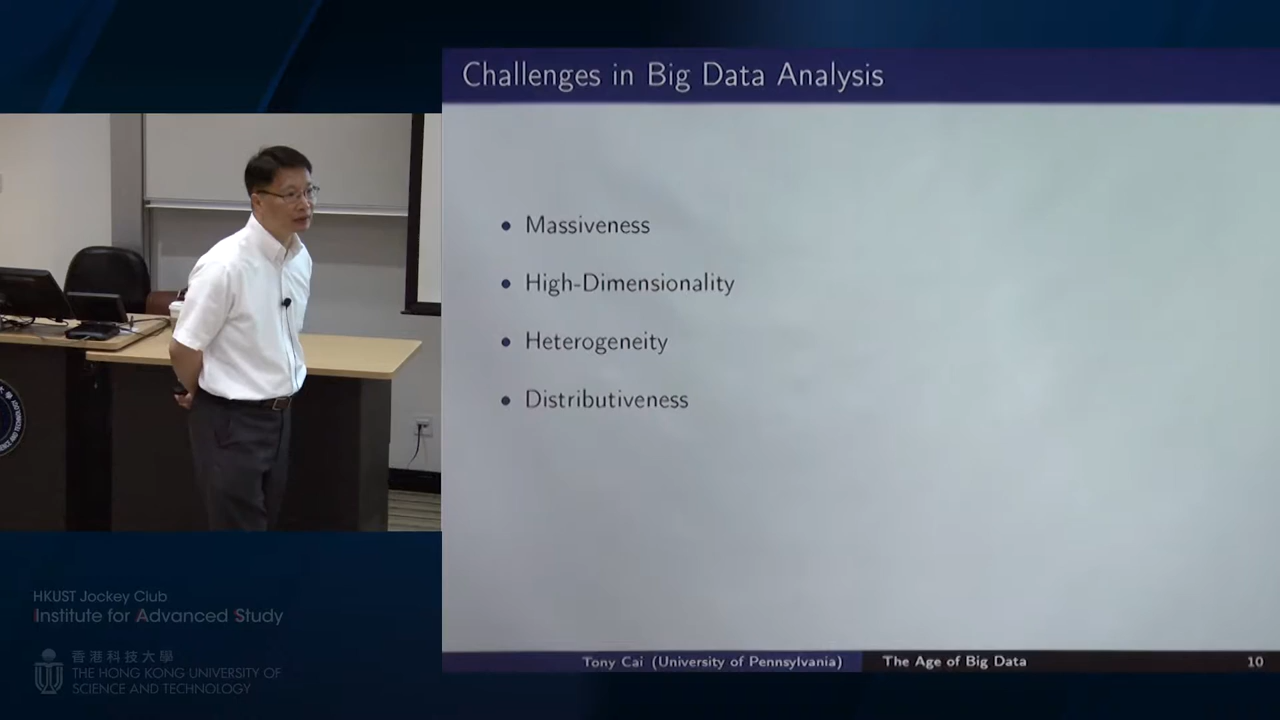 Challenges in Big Data Analysis
Massiveness
High-Dimensionality
Heterogeneity
Distributiveness
Tony Cai (University of Pennsylvania) The Age of Big Data 10
HKUST Jockey Club
Institute for Advanced Study
香港科技大學
THE HONG KONG UNIVERSITY OF
SCIENCE AND TECHNOLOGY